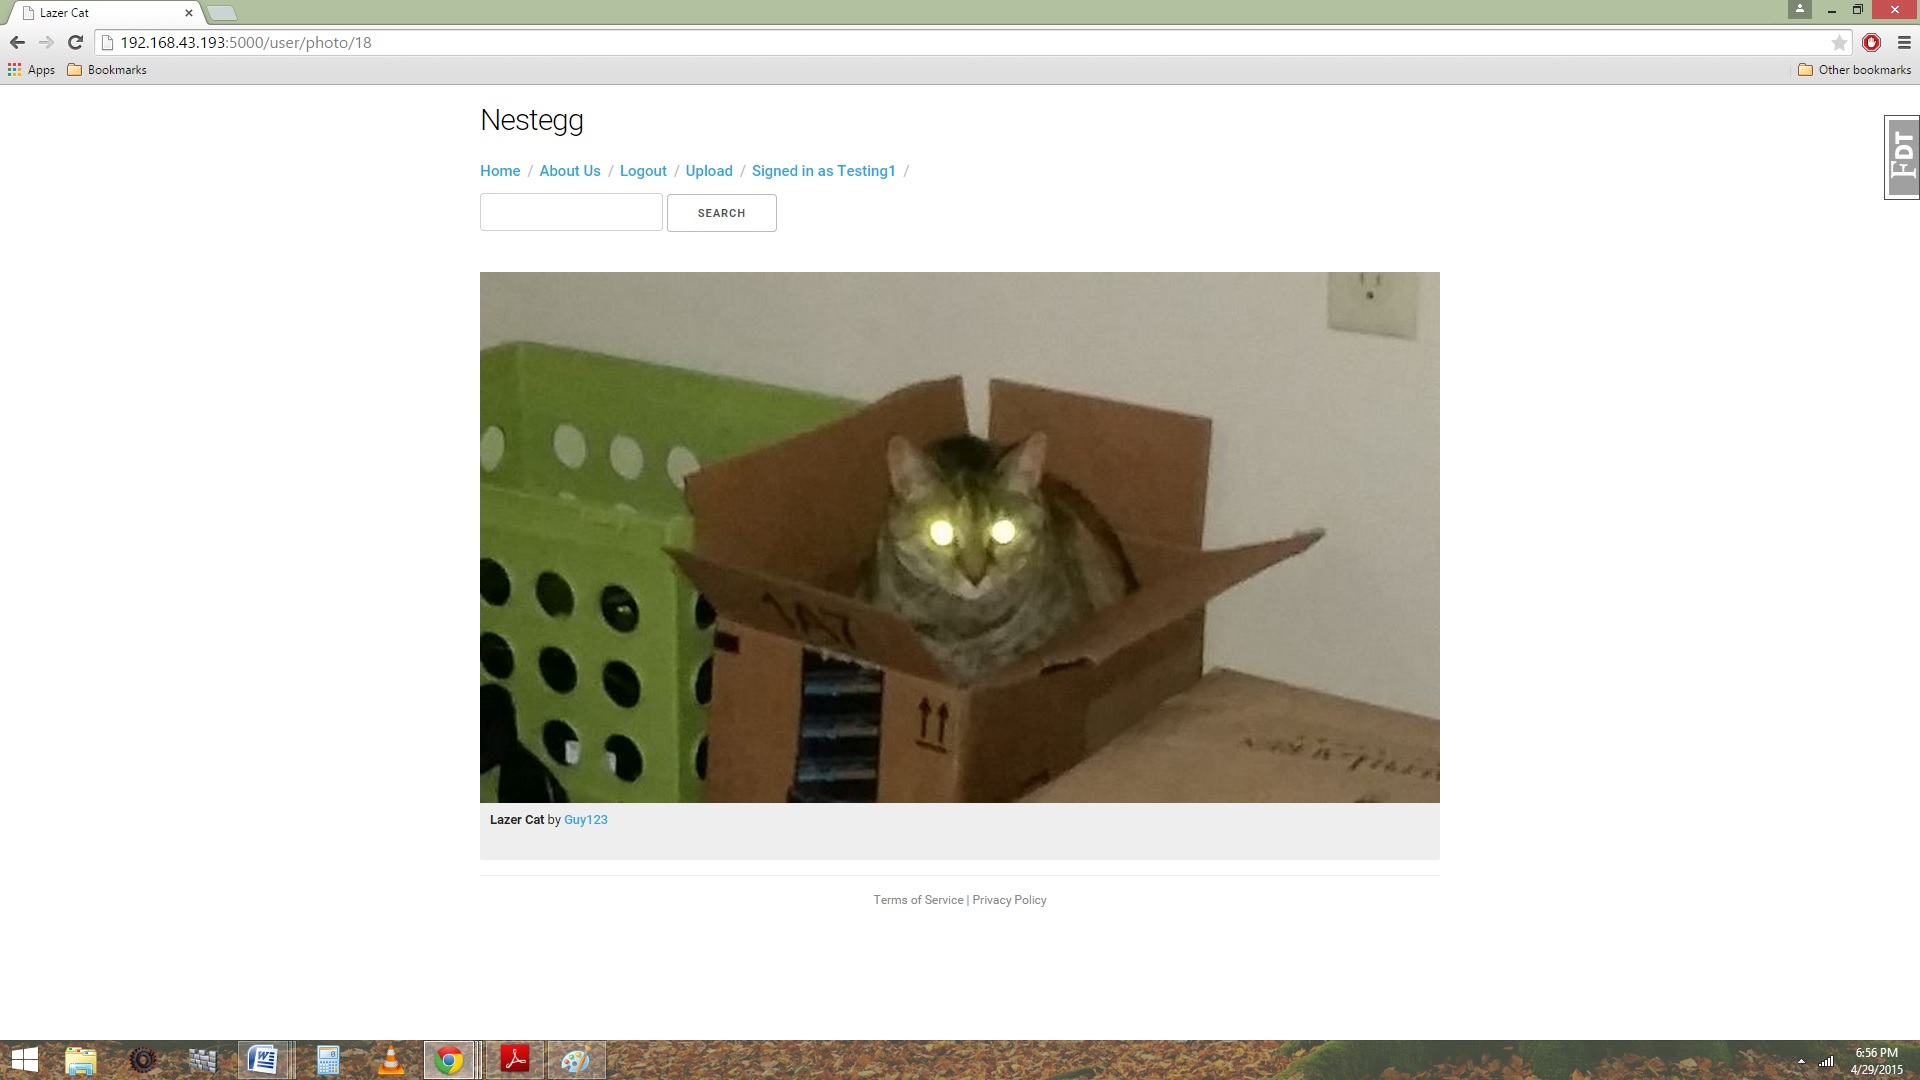 Lazer Cat
192.168.43.193:5000/user/photo/18
Apps
Bookmarks
Other bookmarks
Nestegg
Home / About Us / Logout / Upload / Signed in as Testing1 /
SEARCH
FDT
Lazer Cat by Guy123
Terms of Service | Privacy Policy
6:56 PM
4/29/2015